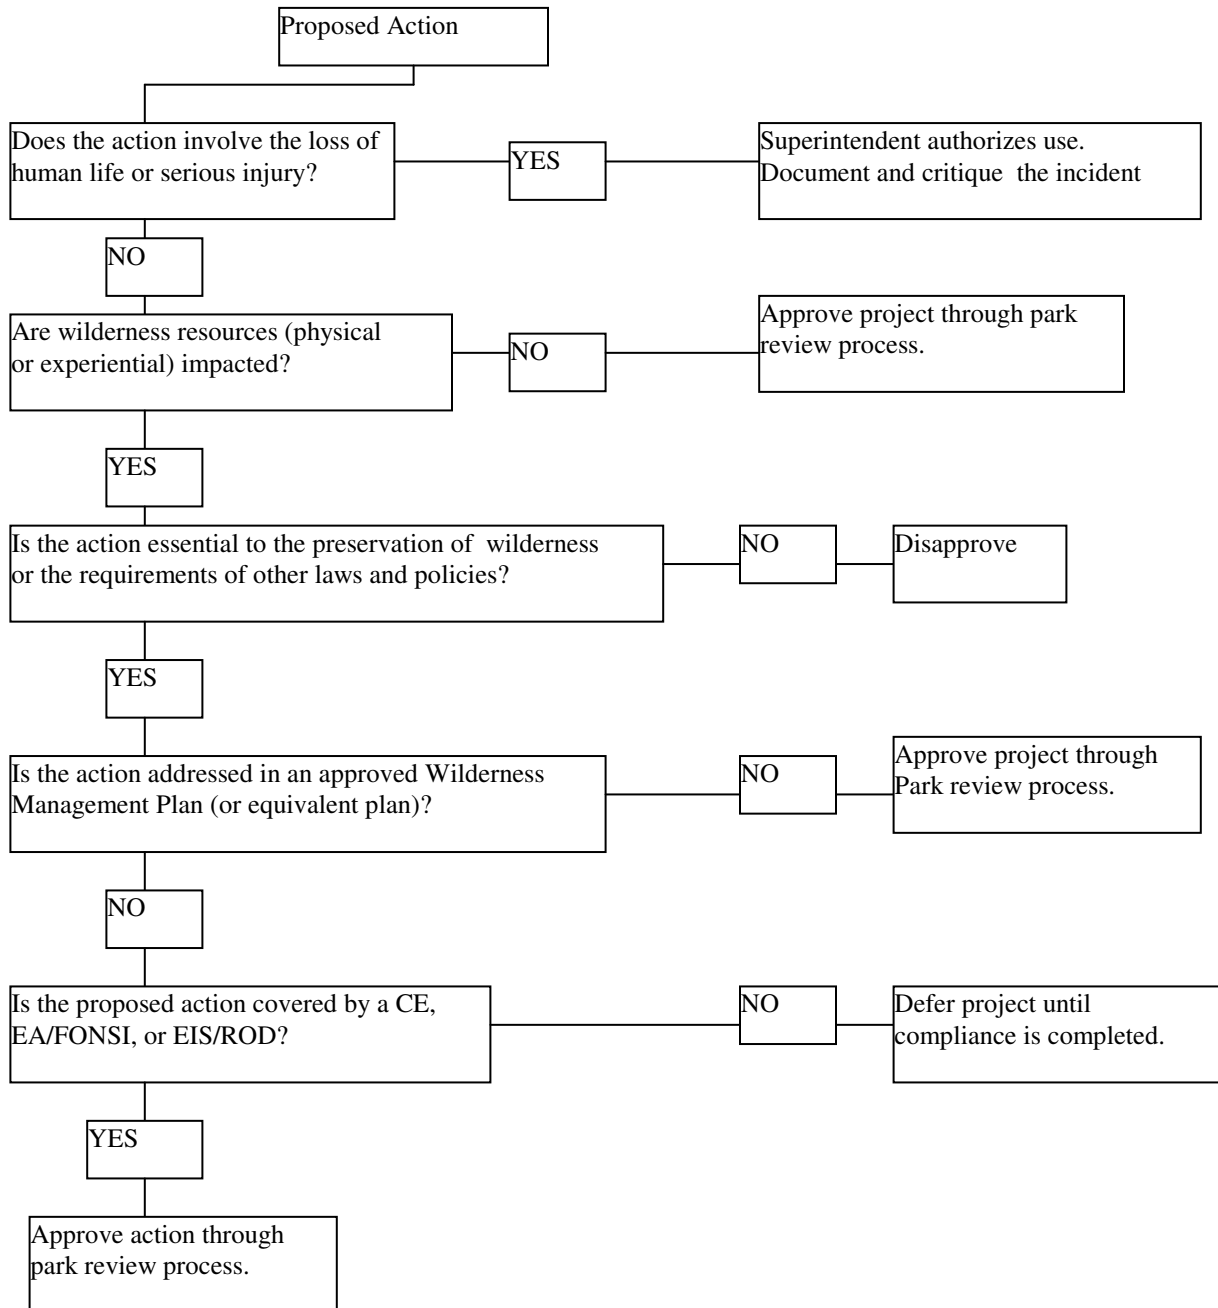 Proposed Action
Does the action involve the loss of
human life or serious injury?
YES
Superintendent authorizes use.
Document and critique  the incident
NO
Are wilderness resources (physical
or experiential) impacted?
NO
Approve project through park
review process.
YES
Is the action essential to the preservation of  wilderness
or the requirements of other laws and policies?
NO
Disapprove
YES
Is the action addressed in an approved Wilderness
Management Plan (or equivalent plan)?
NO
Approve project through
Park review process.
NO
Is the proposed action covered by a CE,
EA/FONSI, or EIS/ROD?
NO
Defer project until
compliance is completed.
YES
Approve action through
park review process.